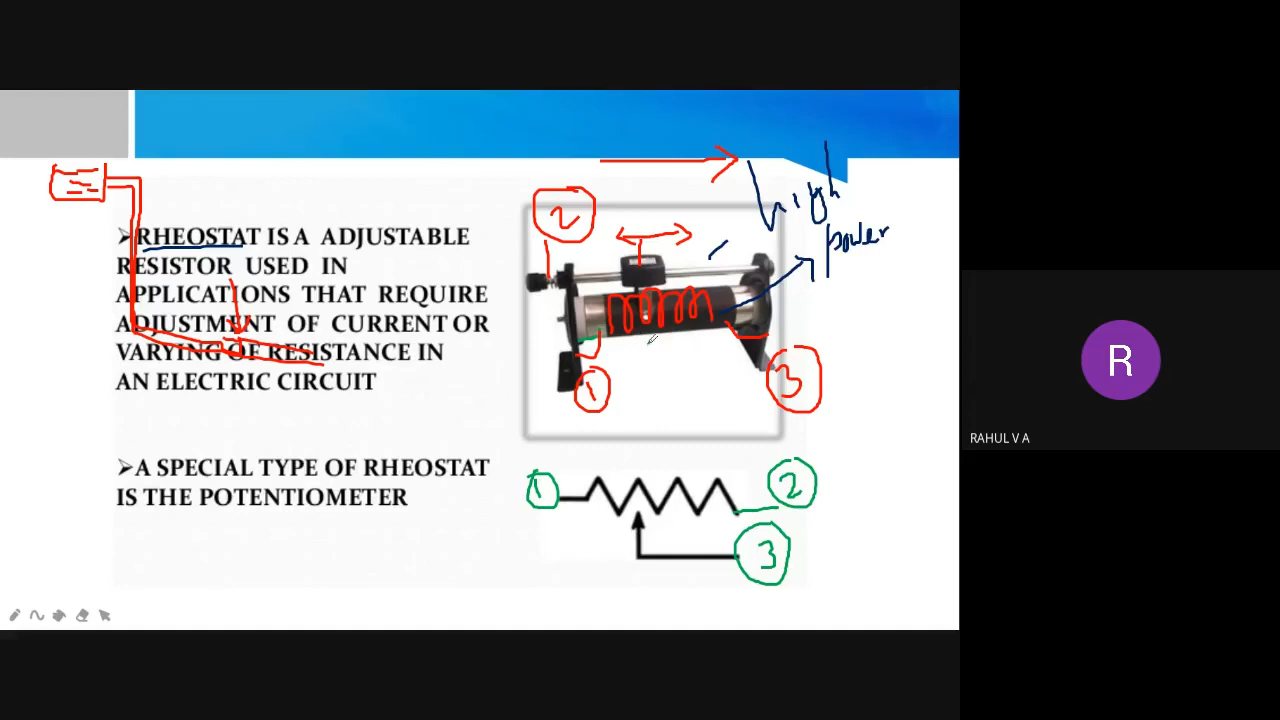 high
power
2
➢RHEOSTAT IS A ADJUSTABLE
RESISTOR USED IN
APPLICATIONS THAT REQUIRE
ADJUSTMENT OF CURRENT OR
VARYING OF RESISTANCE IN
AN ELECTRIC CIRCUIT
1
3
➢A SPECIAL TYPE OF RHEOSTAT
IS THE POTENTIOMETER
1
2
3
R
RAHUL V A